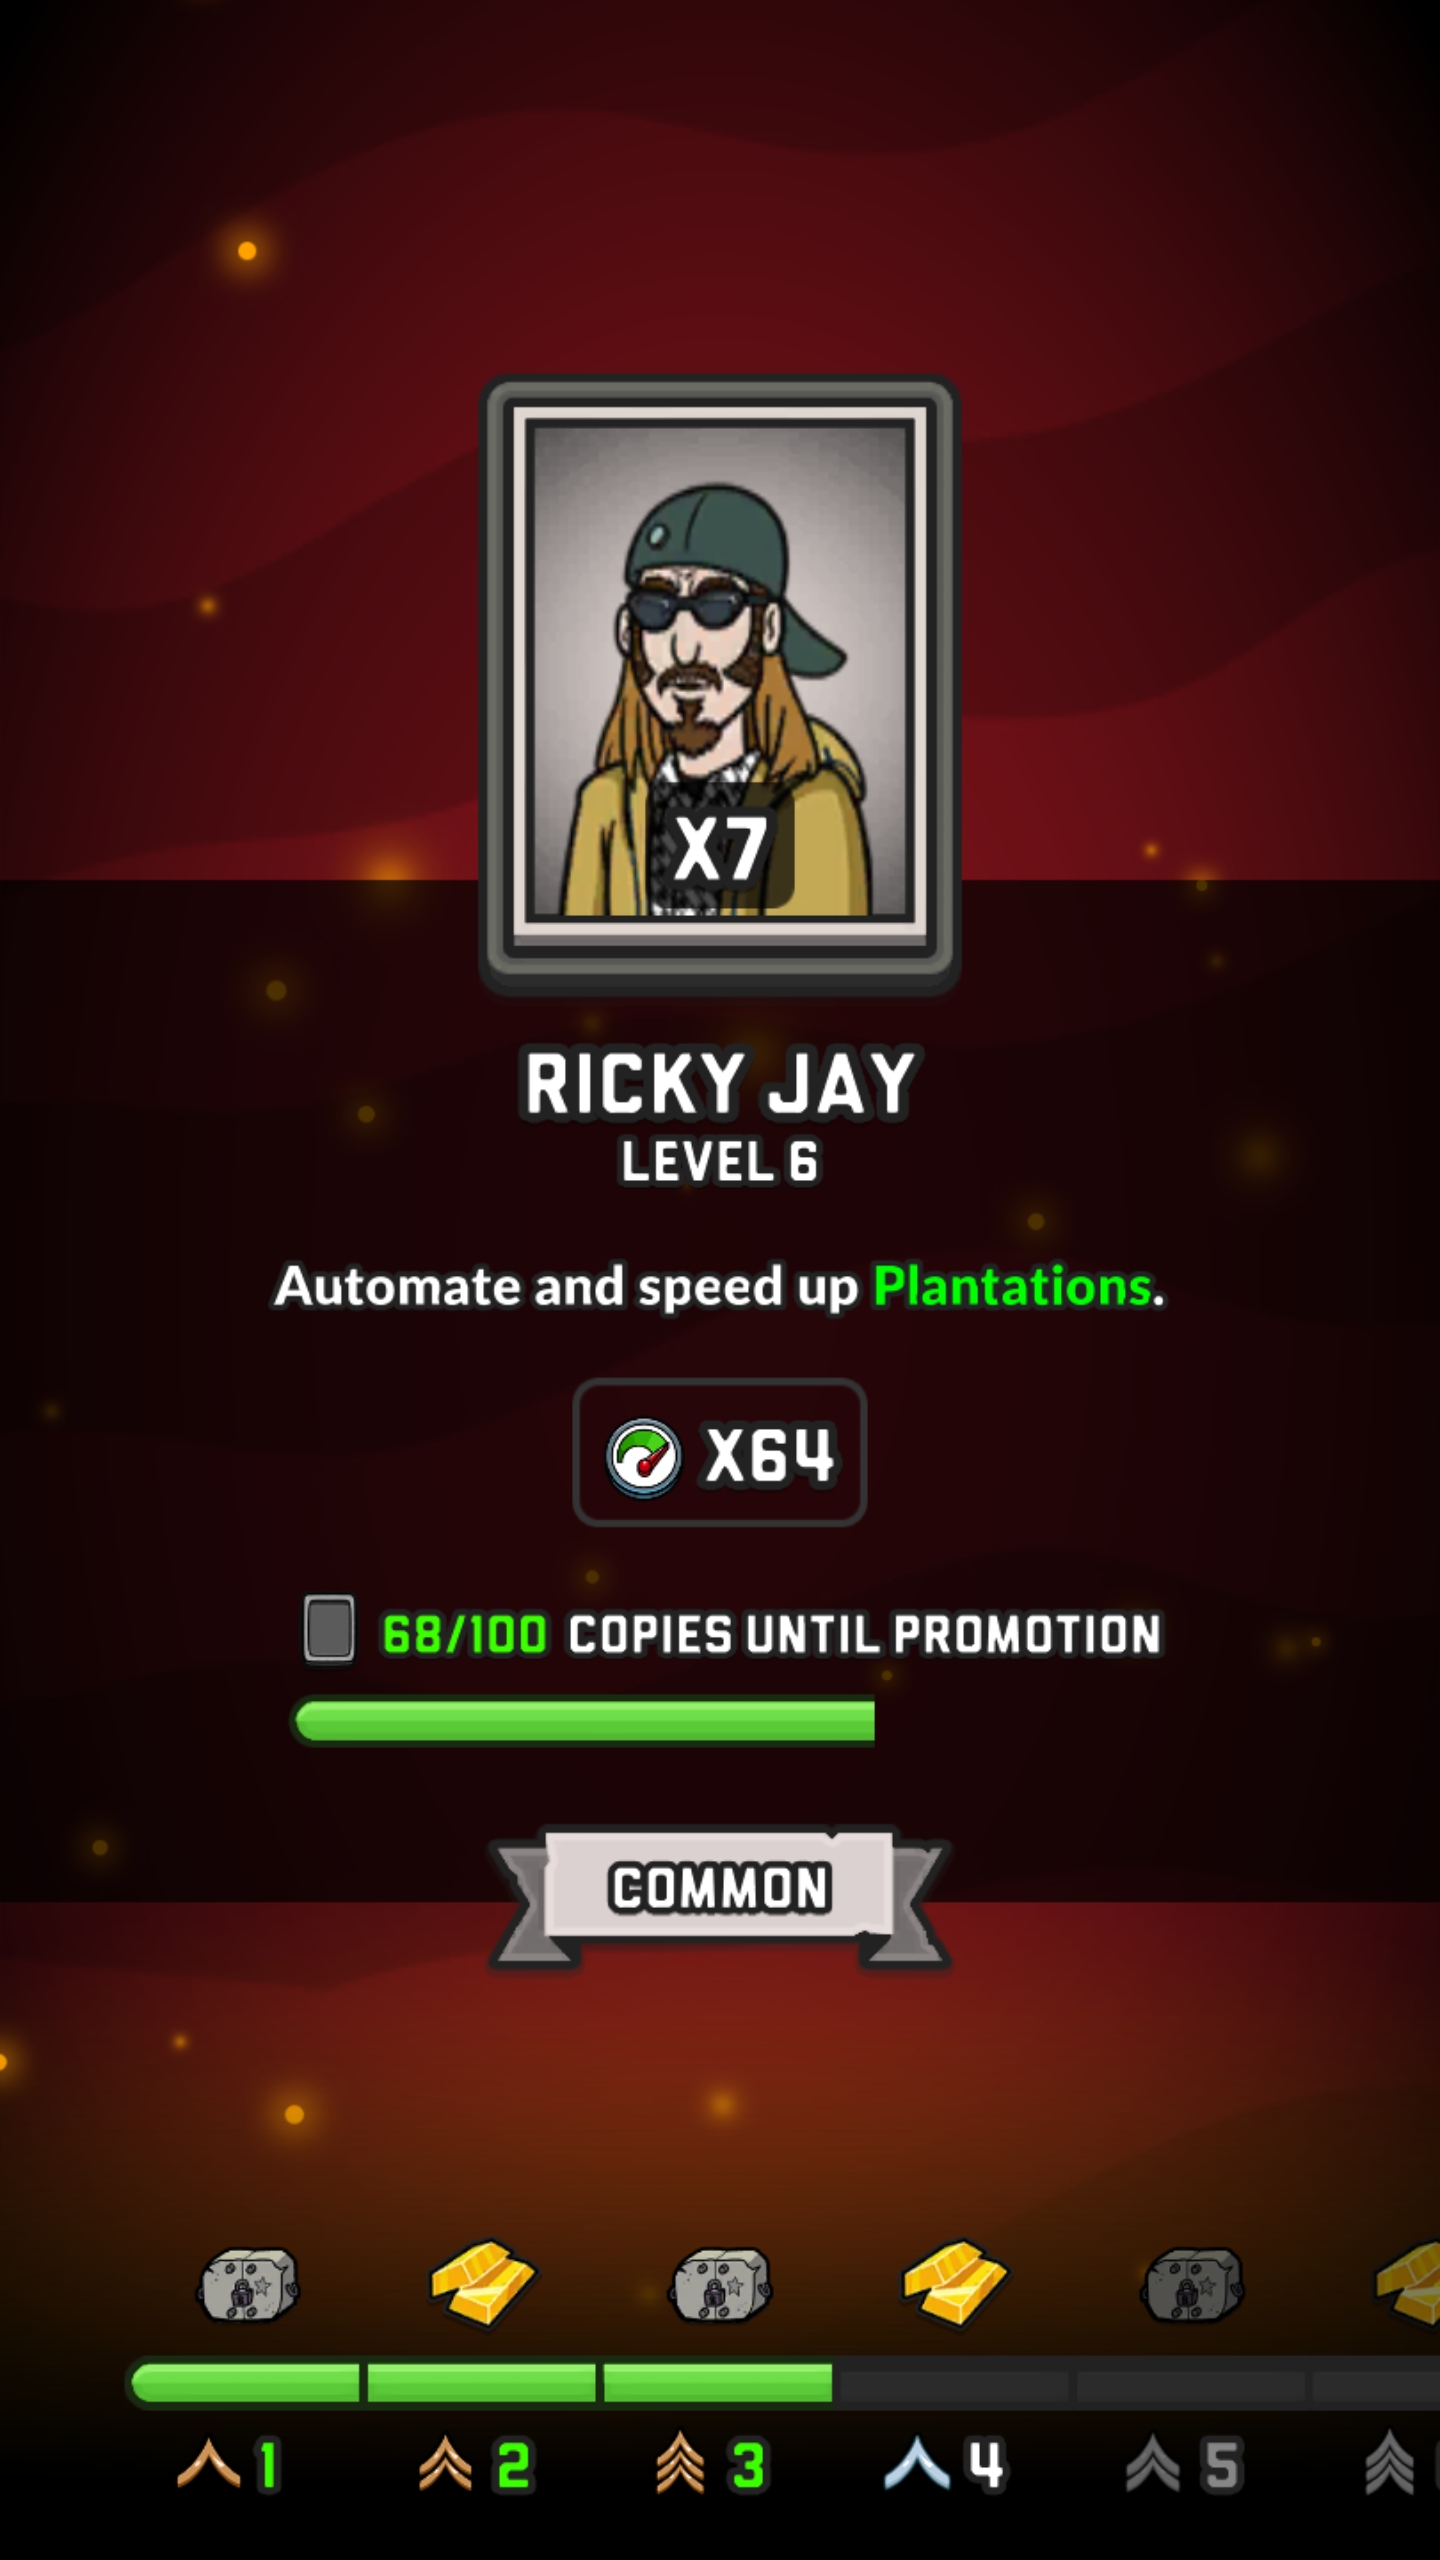 X7
RICKY JAY
LEVEL 6
Automate and speed up Plantations.
X64
68/100 COPIES UNTIL PROMOTION
COMMON
1 2 3 4 5